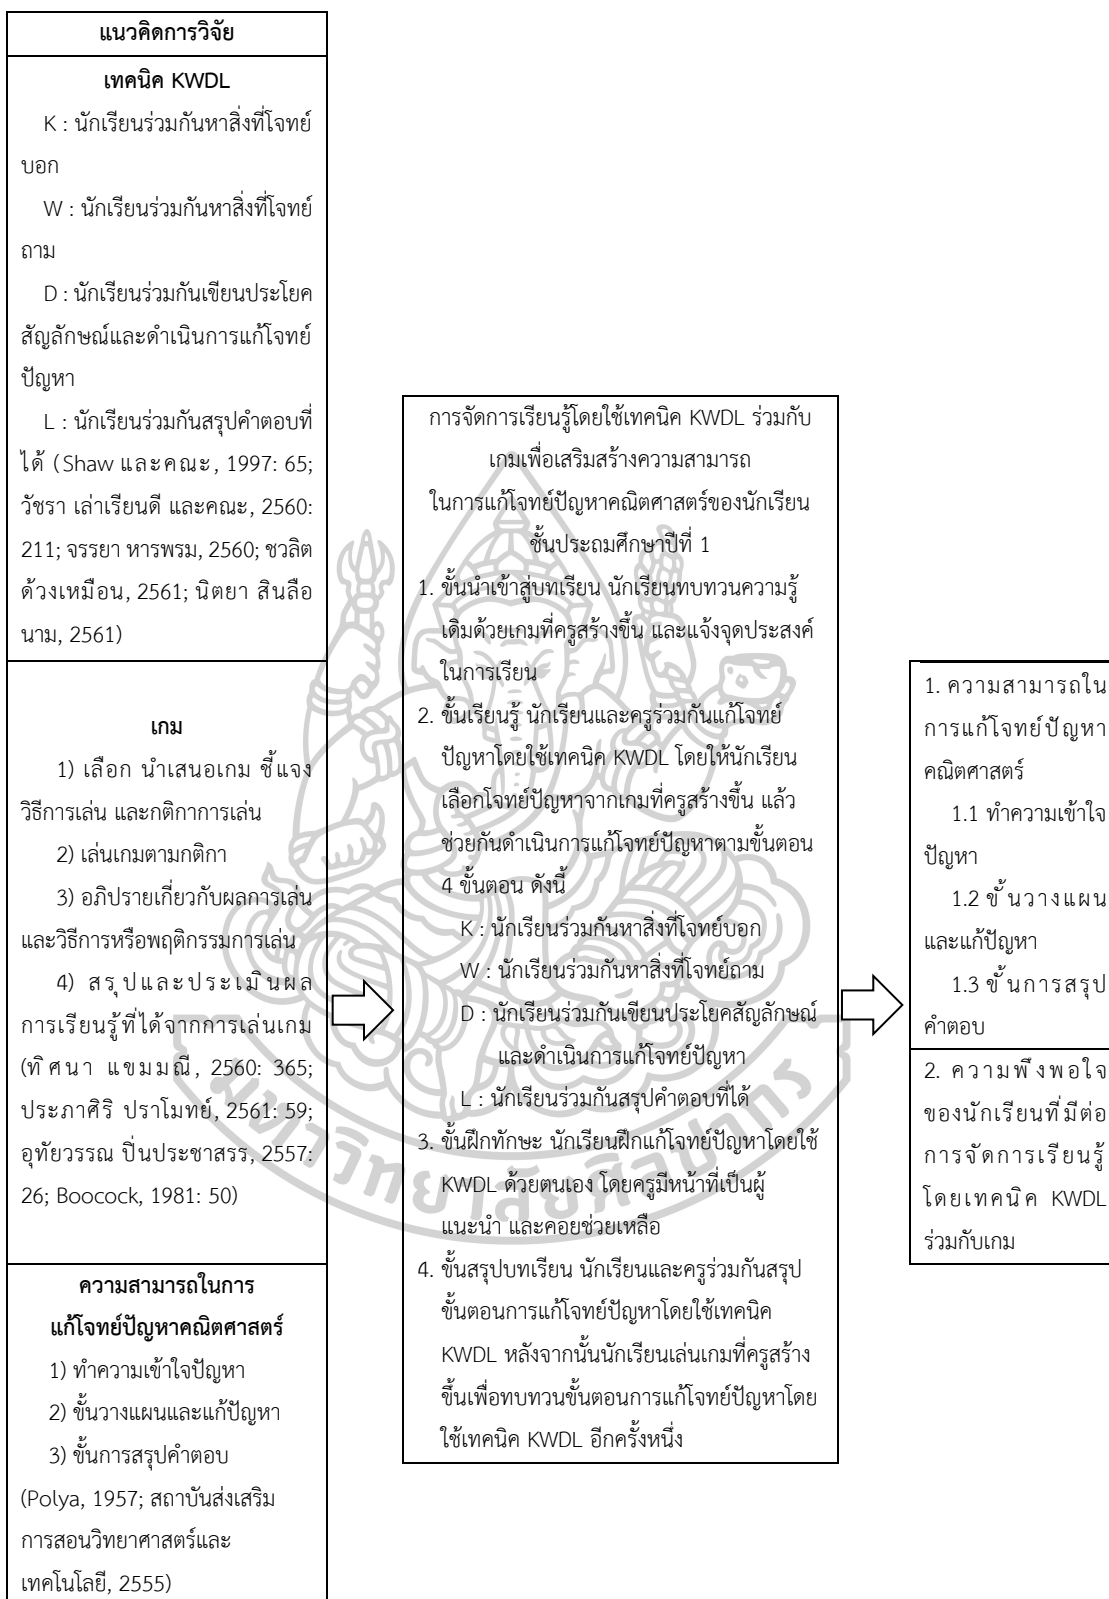 แนวคิดการวิจัย
เทคนิค KWDL
K : นักเรียนร่วมกันหาสิ่งที่โจทย์
บอก
W : นักเรียนร่วมกันหาสิ่งที่โจทย์
ถาม
D : นักเรียนร่วมกันเขียนประโยค
สัญลักษณ์และดำเนินการแก้โจทย์
ปัญหา
L : นักเรียนร่วมกันสรุปคำตอบที่
ได้ (Shaw และคณะ, 1997: 65;
วัชรา เล่าเรียนดี และคณะ, 2560:
211; จรรยา หารพรม, 2560; ชวลิต
ด้วงเหมือน, 2561; นิตยา สินลือ
นาม, 2561)
เกม
1) เลือก นำเสนอเกม ชี้แจง
วิธีการเล่น และกติกาการเล่น
2) เล่นเกมตามกติกา
3) อภิปรายเกี่ยวกับผลการเล่น
และวิธีการหรือพฤติกรรมการเล่น
4) สรุปและประเมินผล
การเรียนรู้ที่ได้จากการเล่นเกม
(ทิศนา แขมมณี, 2560: 365;
ประภาศิริ ปราโมทย์, 2561: 59;
อุทัยวรรณ ปิ่นประชาสรร, 2557:
26; Boocock, 1981: 50)
ความสามารถในการ
แก้โจทย์ปัญหาคณิตศาสตร์
1) ทำความเข้าใจปัญหา
2) ขั้นวางแผนและแก้ปัญหา
3) ขั้นการสรุปคำตอบ
(Polya, 1957; สถาบันส่งเสริม
การสอนวิทยาศาสตร์และ
เทคโนโลยี, 2555)
การจัดการเรียนรู้โดยใช้เทคนิค KWDL ร่วมกับ
เกมเพื่อเสริมสร้างความสามารถ
ในการแก้โจทย์ปัญหาคณิตศาสตร์ของนักเรียน
ชั้นประถมศึกษาปีที่ 1
1. ขั้นนำเข้าสู่บทเรียน นักเรียนทบทวนความรู้
เดิมด้วยเกมที่ครูสร้างขึ้น และแจ้งจุดประสงค์
ในการเรียน
2. ขั้นเรียนรู้ นักเรียนและครูร่วมกันแก้โจทย์
ปัญหาโดยใช้เทคนิค KWDL โดยให้นักเรียน
เลือกโจทย์ปัญหาจากเกมที่ครูสร้างขึ้น แล้ว
ช่วยกันดำเนินการแก้โจทย์ปัญหาตามขั้นตอน
4 ขั้นตอน ดังนี้
K : นักเรียนร่วมกันหาสิ่งที่โจทย์บอก
W : นักเรียนร่วมกันหาสิ่งที่โจทย์ถาม
D : นักเรียนร่วมกันเขียนประโยคสัญลักษณ์
และดำเนินการแก้โจทย์ปัญหา
L : นักเรียนร่วมกันสรุปคำตอบที่ได้
3. ขั้นฝึกทักษะ นักเรียนฝึกแก้โจทย์ปัญหาโดยใช้
KWDL ด้วยตนเอง โดยครูมีหน้าที่เป็นผู้
แนะนำ และคอยช่วยเหลือ
4. ขั้นสรุปบทเรียน นักเรียนและครูร่วมกันสรุป
ขั้นตอนการแก้โจทย์ปัญหาโดยใช้เทคนิค
KWDL หลังจากนั้นนักเรียนเล่นเกมที่ครูสร้าง
ขึ้นเพื่อทบทวนขั้นตอนการแก้โจทย์ปัญหาโดย
ใช้เทคนิค KWDL อีกครั้งหนึ่ง
1. ความสามารถใน
การแก้โจทย์ปัญหา
คณิตศาสตร์
1.1 ทำความเข้าใจ
ปัญหา
1.2 ขั้นวางแผน
และแก้ปัญหา
1.3 ขั้นการสรุป
คำตอบ
2. ความพึงพอใจ
ของนักเรียนที่มีต่อ
การจัดการเรียนรู้
โดยเทคนิค KWDL
ร่วมกับเกม
มหาวิทยาลัยศิลปากร